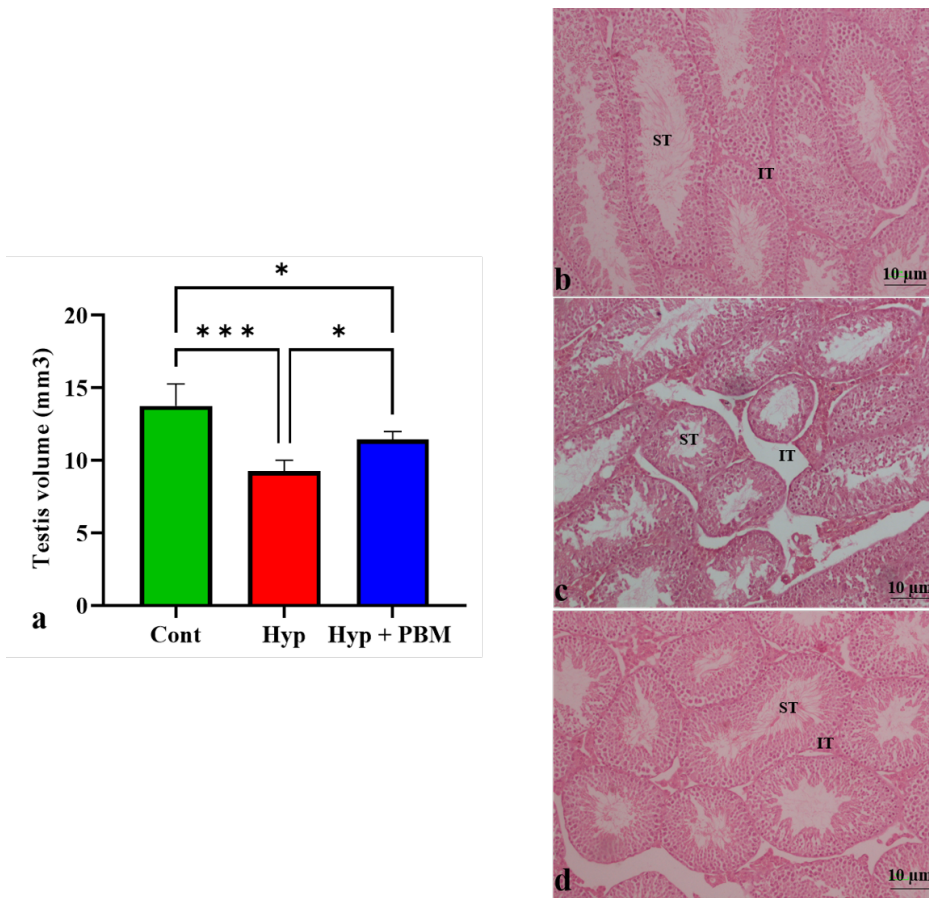 *
*** *
20
15
10
5
0
Testis volume (mm3)
Cont Hyp Hyp + PBM
a
ST
IT
b
10 µm
ST
IT
c
10 µm
ST
IT
d
10 µm